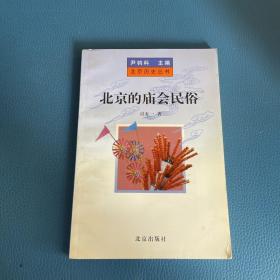 尹钧科 主编
北京历史丛书
北京的庙会民俗
著
北京出版社